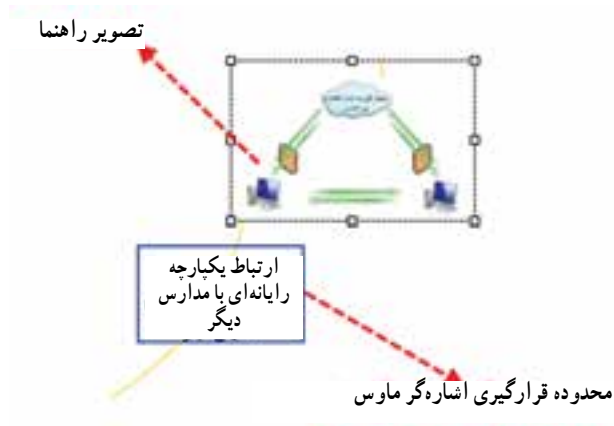 تصویر راهنما
ارتباط یکپارچه
رایانه‌ای با مدارس
دیگر
محدوده قرارگیری اشاره‌گر ماوس